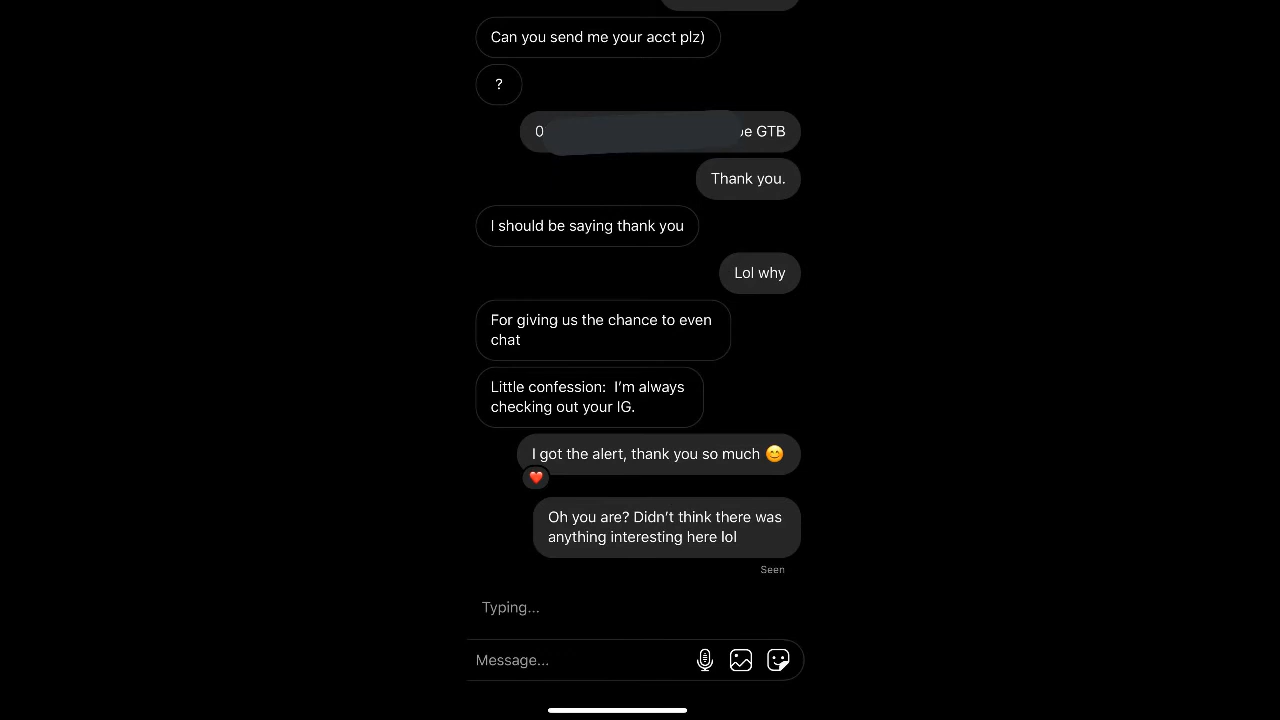 Can you send me your acct plz)
?
0 GTB
Thank you.
I should be saying thank you
Lol why
For giving us the chance to even
chat
Little confession:  I'm always
checking out your IG.
I got the alert, thank you so much 😊
❤️
Oh you are? Didn't think there was
anything interesting here lol
Seen
Typing...
Message...